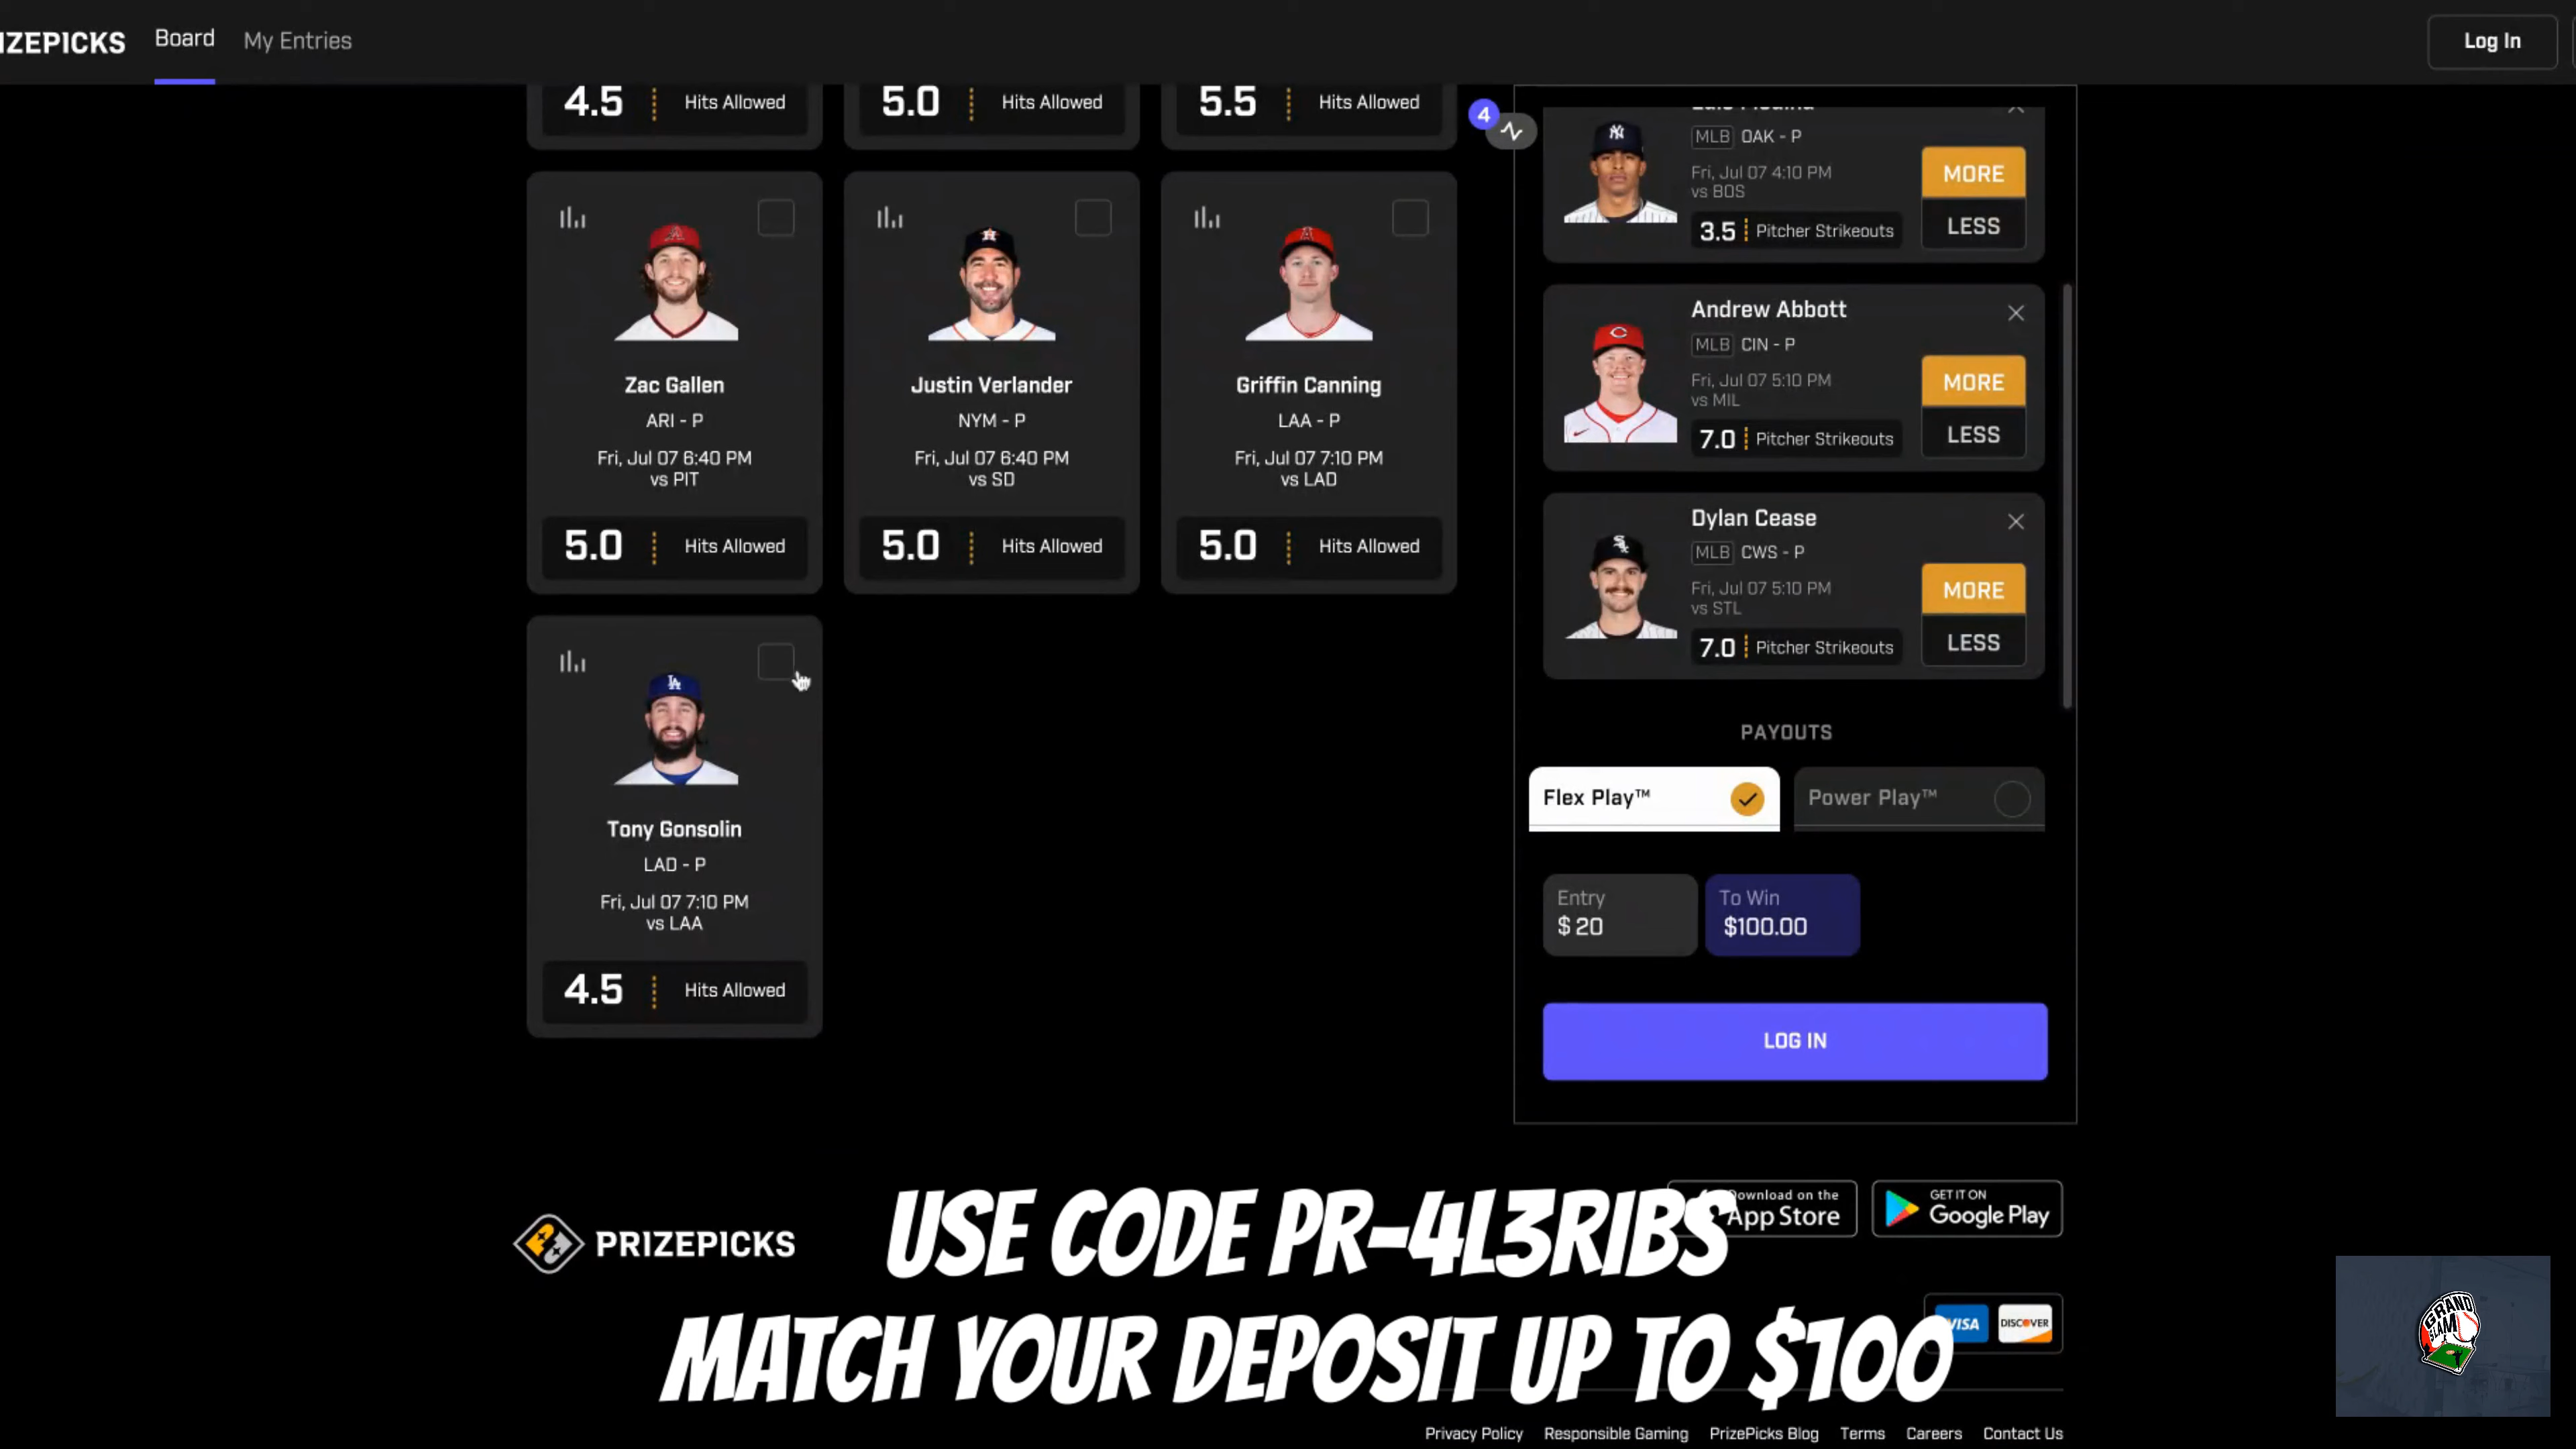 IZEPICKS
Board
My Entries
Log In
4.5 Hits Allowed
5.0 Hits Allowed
5.5 Hits Allowed
Zac Gallen
ARI - P
Fri, Jul 07 6:40 PM
vs PIT
5.0 Hits Allowed
Justin Verlander
NYM - P
Fri, Jul 07 6:40 PM
vs SD
5.0 Hits Allowed
Griffin Canning
LAA - P
Fri, Jul 07 7:10 PM
vs LAD
5.0 Hits Allowed
Tony Gonsolin
LAD - P
Fri, Jul 07 7:10 PM
vs LAA
4.5 Hits Allowed
4
MLB OAK - P
Fri, Jul 07 4:10 PM
vs BOS
3.5 Pitcher Strikeouts
MORE
LESS
Andrew Abbott
MLB CIN - P
Fri, Jul 07 5:10 PM
vs MIL
7.0 Pitcher Strikeouts
MORE
LESS
Dylan Cease
MLB CWS - P
Fri, Jul 07 5:10 PM
vs STL
7.0 Pitcher Strikeouts
MORE
LESS
PAYOUTS
Flex Play™
Power Play™
Entry
$ 20
To Win
$100.00
LOG IN
PRIZEPICKS
USE CODE PR-4L3RIBS
MATCH YOUR DEPOSIT UP TO $100
ownload on the
App Store
GET IT ON
Google Play
VISA
DISCOVER
GRAND
SLAM
Privacy Policy
Responsible Gaming
PrizePicks Blog
Terms
Careers
Contact Us